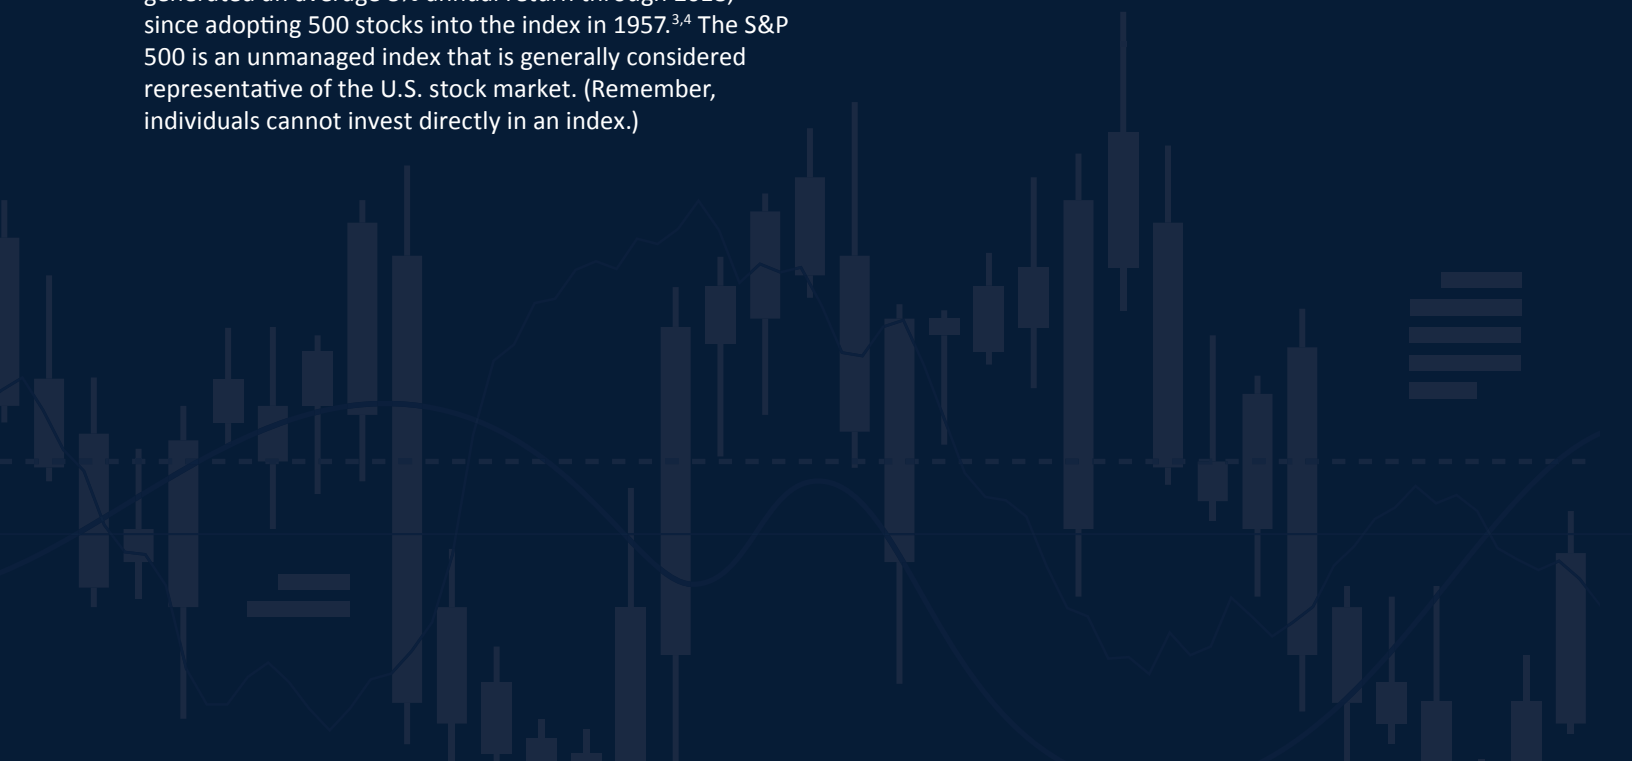 since adopting 500 stocks into the index in 1957.³,⁴ The S&P
500 is an unmanaged index that is generally considered
representative of the U.S. stock market. (Remember,
individuals cannot invest directly in an index.)